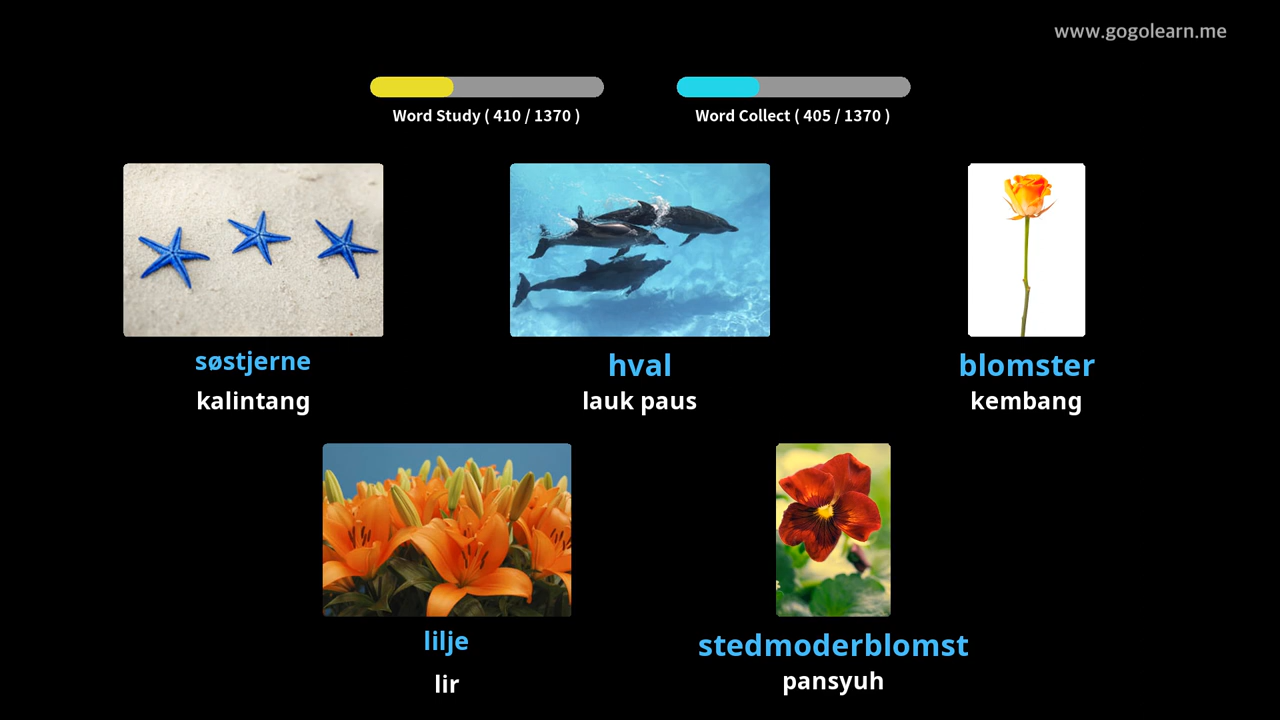 www.gogolearn.me
Word Study ( 410 / 1370 )
Word Collect ( 405 / 1370 )
søstjerne
kalintang
hval
lauk paus
blomster
kembang
lilje
lir
stedmoderblomst
pansyuh